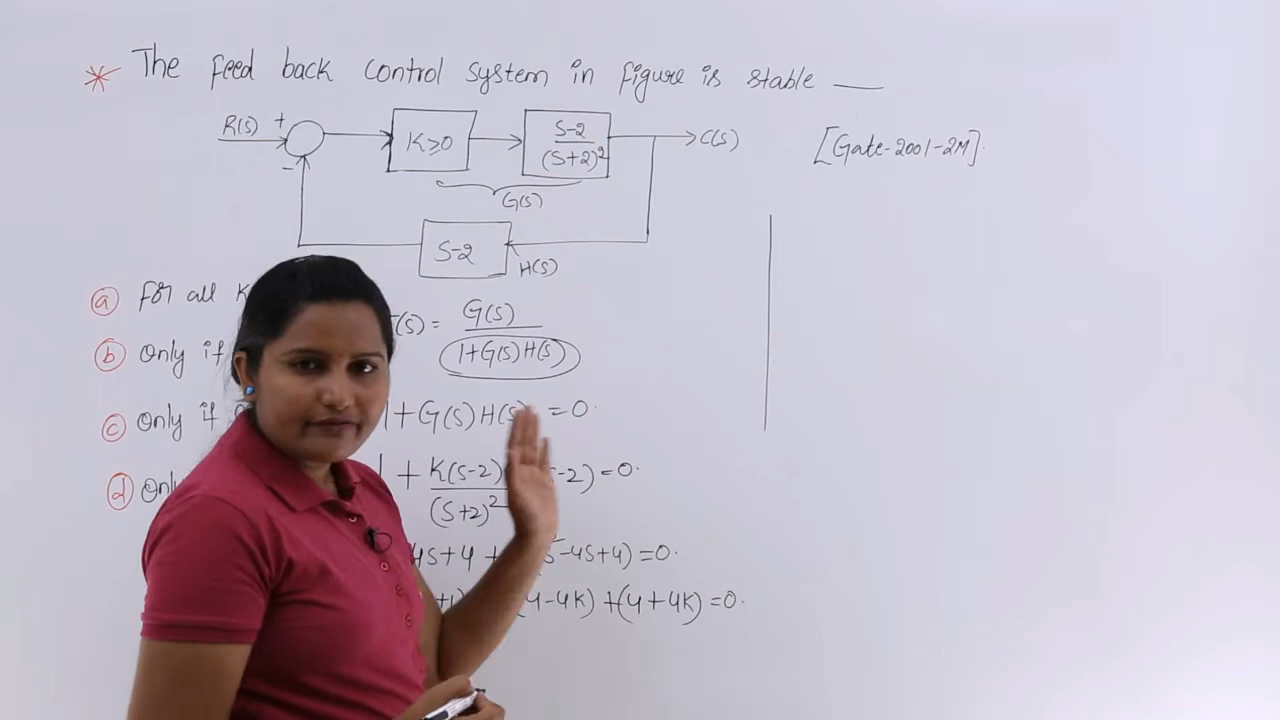 * The feed back control system in figure is stable ___
R(S) + - K≥0 S-2/(S+2)² C(S) [Gate-2001-2M].
G(S)
S-2 H(S)
ⓐ for all K
(S) = G(S)/1+G(S)H(S)
ⓑ Only if
ⓒ Only if 1+G(S)H(S) =0.
ⓓ + K(S-2)/(S+2)² -2) =0.
4S+4 + -4S+4) =0.
4-4K) +(4+4K) =0.